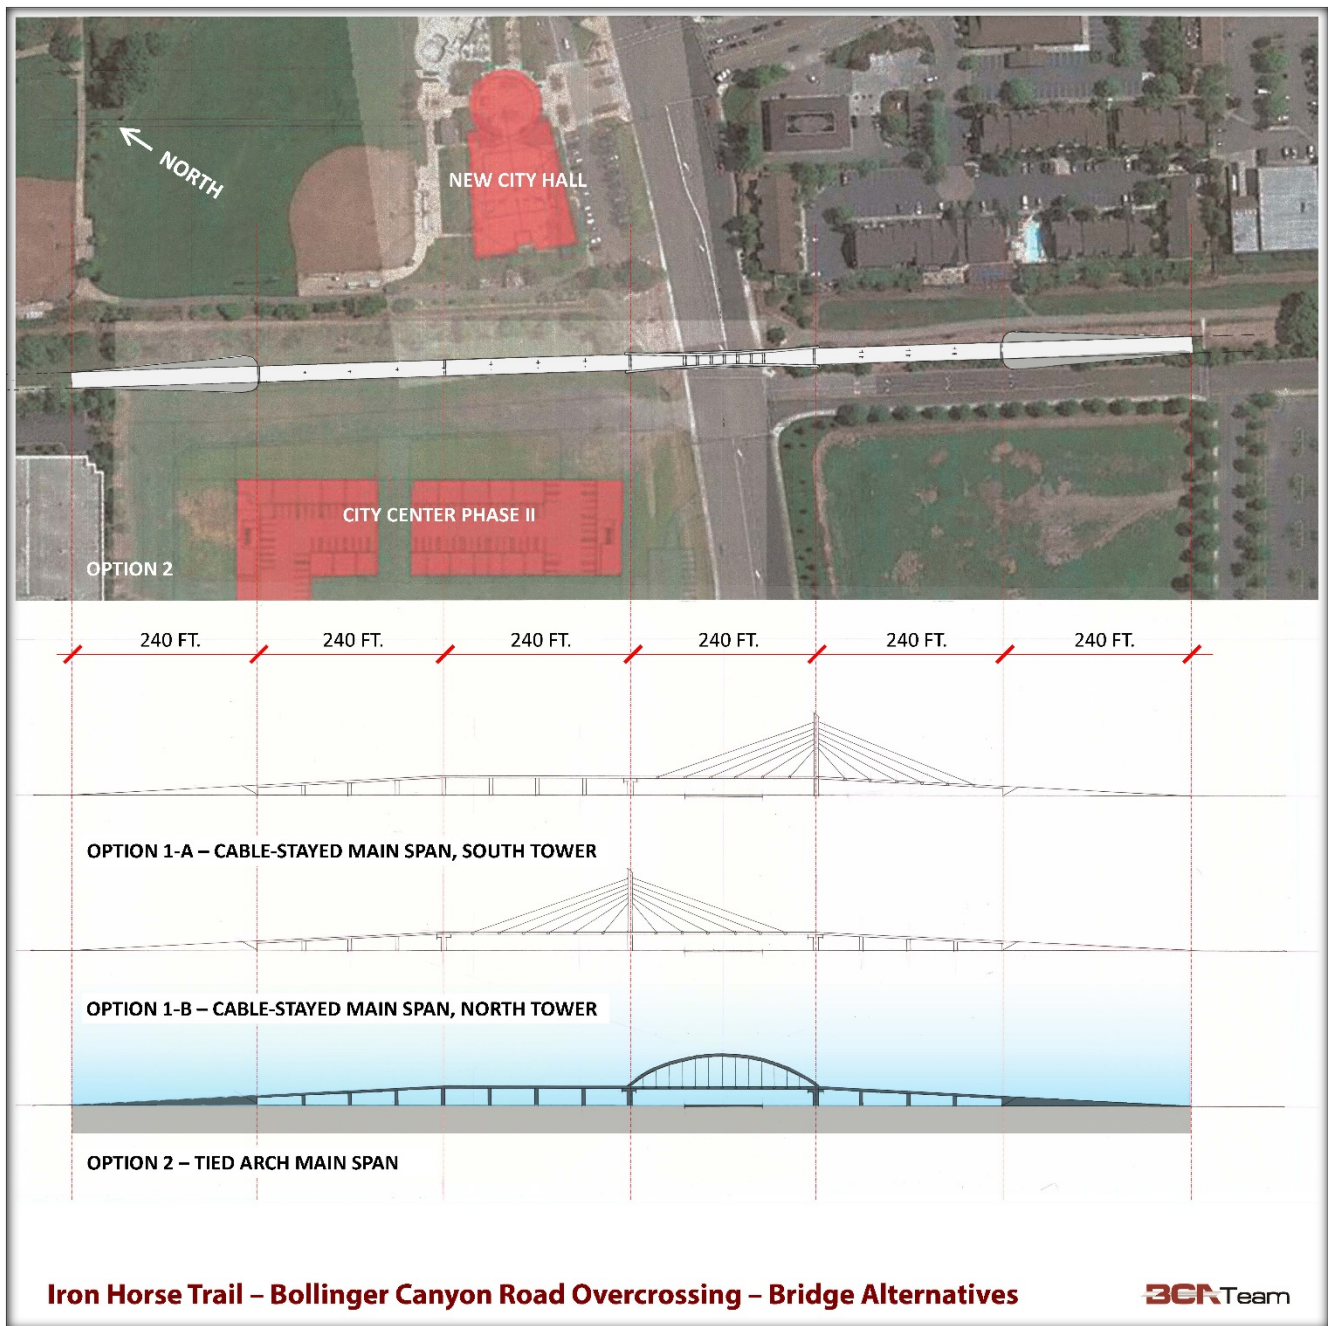 NORTH
NEW CITY HALL
CITY CENTER PHASE II
OPTION 2
240 FT. 240 FT. 240 FT. 240 FT. 240 FT. 240 FT.
OPTION 1-A – CABLE-STAYED MAIN SPAN, SOUTH TOWER
OPTION 1-B – CABLE-STAYED MAIN SPAN, NORTH TOWER
OPTION 2 – TIED ARCH MAIN SPAN
Iron Horse Trail – Bollinger Canyon Road Overcrossing – Bridge Alternatives
BCA Team